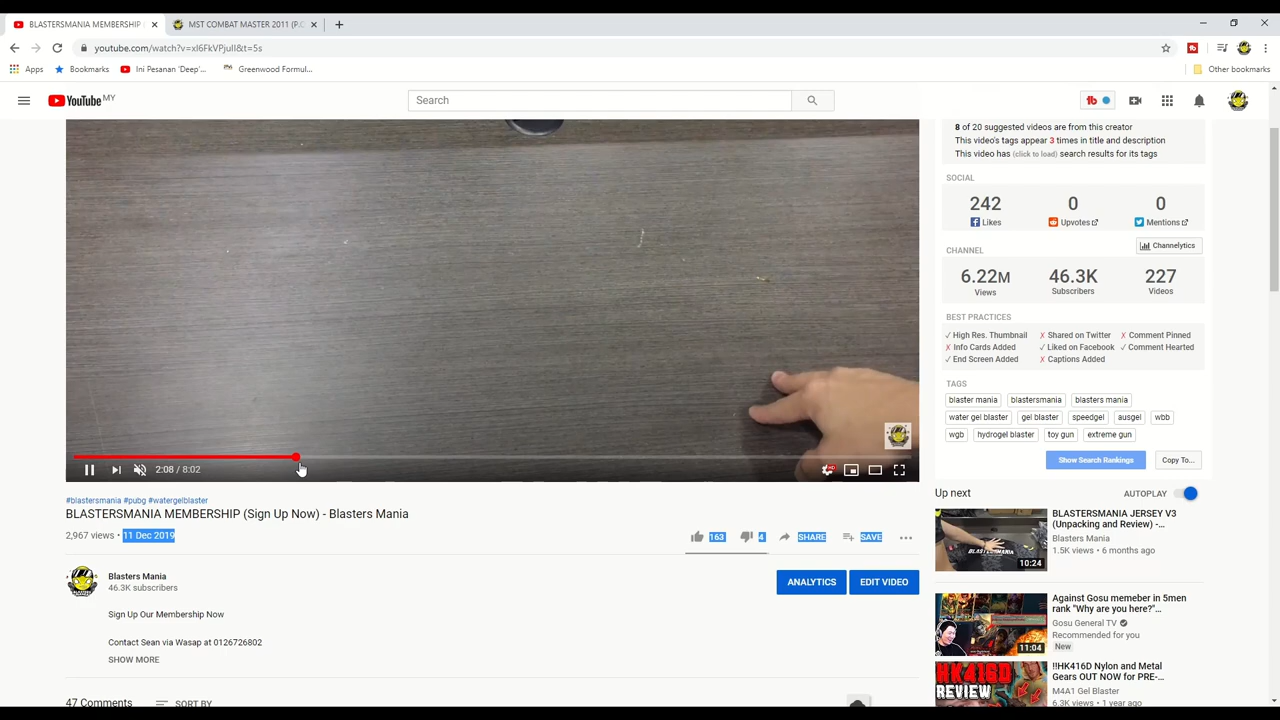 BLASTERSMANIA MEMBERSHIP (
MST COMBAT MASTER 2011 (P.O
youtube.com/watch?v=xl6FkVPjuII&t=5s
Apps
Bookmarks
Ini Pesanan 'Deep'...
Greenwood Formul...
Other bookmarks
YouTube MY
Search
8 of 20 suggested videos are from this creator
This video's tags appear 3 times in title and description
This video has (click to load) search results for its tags
SOCIAL
242 0 0
Likes Upvotes Mentions
CHANNEL
Channelytics
6.22M 46.3K 227
Views Subscribers Videos
BEST PRACTICES
✓ High Res. Thumbnail ✗ Shared on Twitter ✗ Comment Pinned
✗ Info Cards Added ✓ Liked on Facebook ✓ Comment Hearted
✓ End Screen Added ✗ Captions Added
TAGS
blaster mania blastersmania blasters mania
water gel blaster gel blaster speedgel ausgel wbb
wgb hydrogel blaster toy gun extreme gun
Show Search Rankings Copy To...
2:08 / 8:02
HD
#blastersmania #pubg #watergelblaster
BLASTERSMANIA MEMBERSHIP (Sign Up Now) - Blasters Mania
2,967 views • 11 Dec 2019
163 4 SHARE SAVE
Blasters Mania
46.3K subscribers
ANALYTICS EDIT VIDEO
Sign Up Our Membership Now
Contact Sean via Wasap at 0126726802
SHOW MORE
47 Comments SORT BY
Up next AUTOPLAY
BLASTERSMANIA JERSEY V3
(Unpacking and Review) -...
Blasters Mania
1.5K views • 6 months ago
10:24
Against Gosu memeber in 5men
rank "Why are you here?"...
Gosu General TV
Recommended for you
New
11:04
!!HK416D Nylon and Metal
Gears OUT NOW for PRE-...
M4A1 Gel Blaster
6.3K views • 1 year ago
HK416D
REVIEW